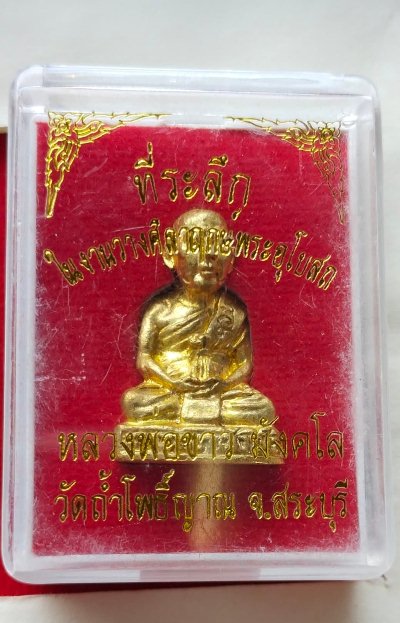 ที่ระลึก
ในงานวางศิลาฤกษ์พระอุโบสถ
หลวงพ่อขาว มังคโล
วัดถ้ำโพธิ์ญาณ จ.สระบุรี